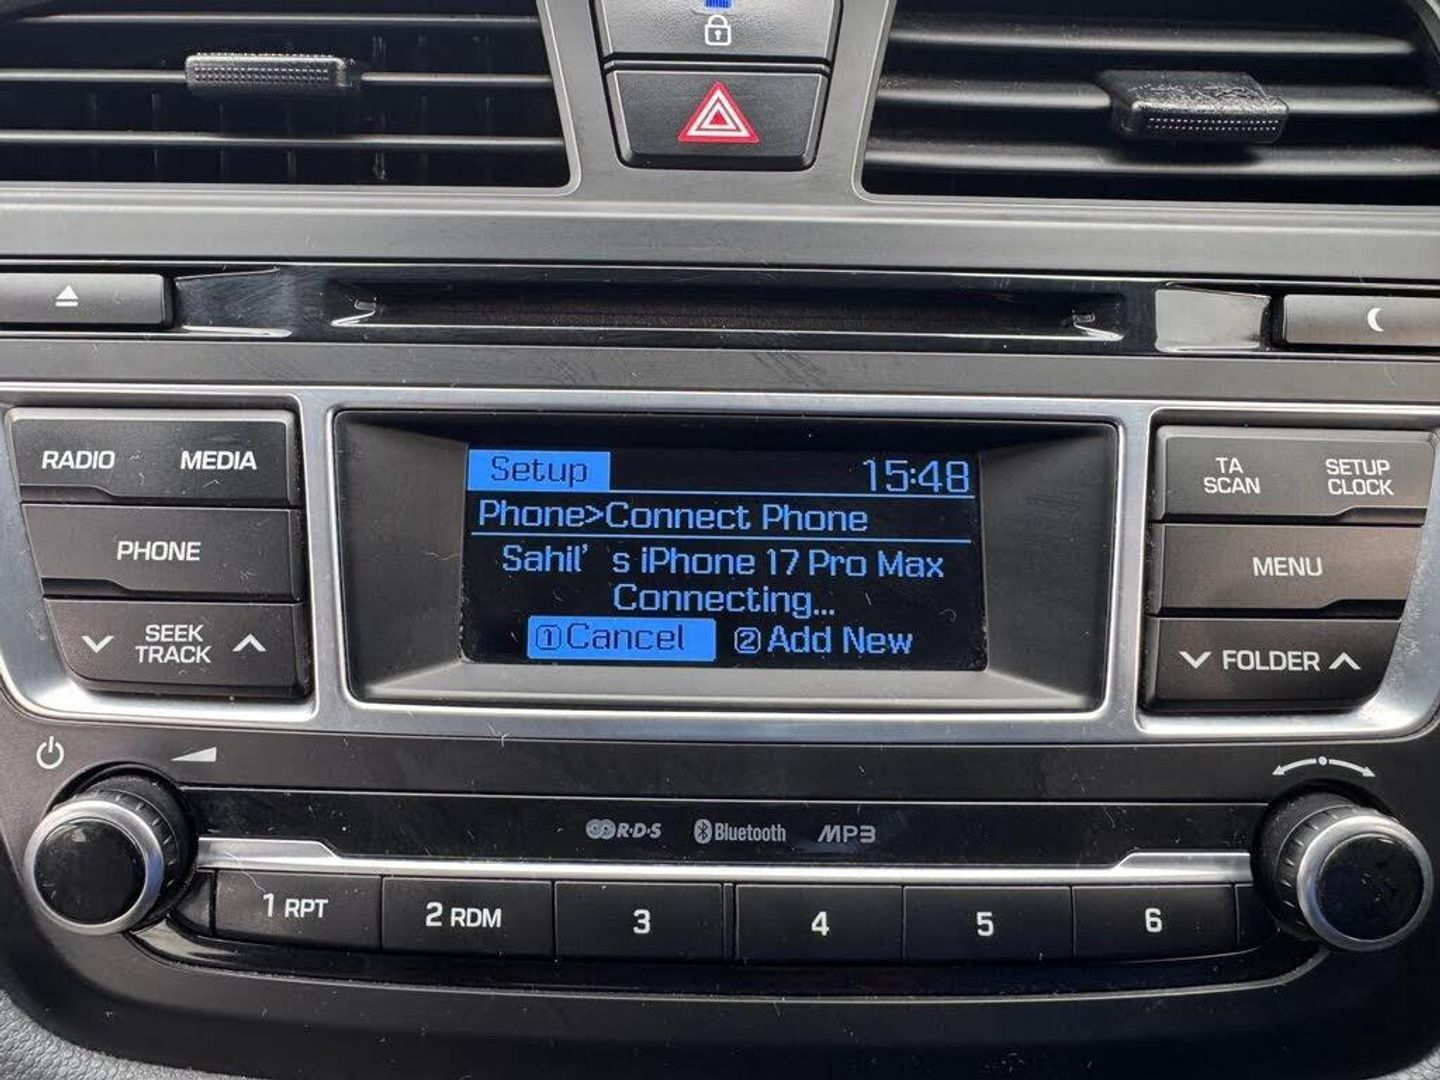 RADIO MEDIA
PHONE
SEEK
TRACK
Setup 15:48
Phone>Connect Phone
Sahil’ s iPhone 17 Pro Max
Connecting...
①Cancel ②Add New
TA
SCAN
SETUP
CLOCK
MENU
FOLDER
R·D·S Bluetooth MP3
1 RPT 2 RDM 3 4 5 6